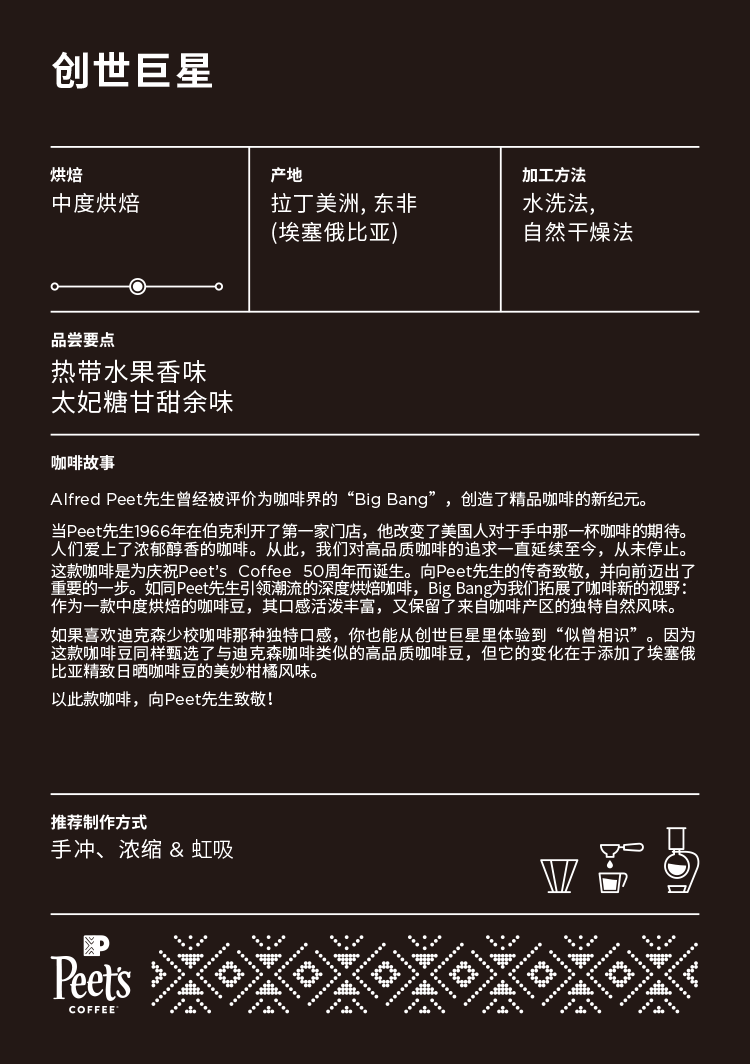 创世巨星
烘焙
中度烘焙
产地
拉丁美洲, 东非
(埃塞俄比亚)
加工方法
水洗法,
自然干燥法
品尝要点
热带水果香味
太妃糖甘甜余味
咖啡故事
Alfred Peet先生曾经被评价为咖啡界的“Big Bang”，创造了精品咖啡的新纪元。
当Peet先生1966年在伯克利开了第一家门店，他改变了美国人对于手中那一杯咖啡的期待。
人们爱上了浓郁醇香的咖啡。从此，我们对高品质咖啡的追求一直延续至今，从未停止。
这款咖啡是为庆祝Peet's Coffee 50周年而诞生。向Peet先生的传奇致敬，并向前迈出了
重要的一步。如同Peet先生引领潮流的深度烘焙咖啡，Big Bang为我们拓展了咖啡新的视野：
作为一款中度烘焙的咖啡豆，其口感活泼丰富，又保留了来自咖啡产区的独特自然风味。
如果喜欢迪克森少校咖啡那种独特口感，你也能从创世巨星里体验到“似曾相识”。因为
这款咖啡豆同样甄选了与迪克森咖啡类似的高品质咖啡豆，但它的变化在于添加了埃塞俄
比亚精致日晒咖啡豆的美妙柑橘风味。
以此款咖啡，向Peet先生致敬！
推荐制作方式
手冲、浓缩 & 虹吸
P
Peet's
COFFEE